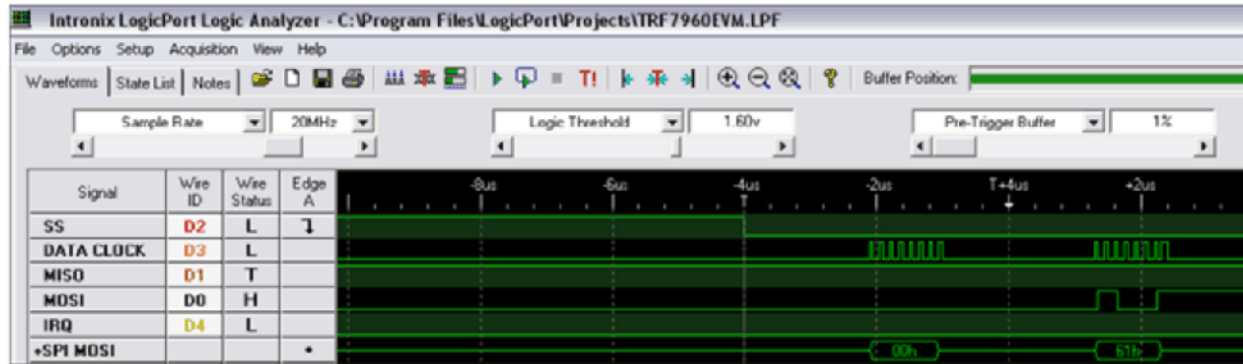 Intronix LogicPort Logic Analyzer - C:\Program Files\LogicPort\Projects\TRF7960EVM.LPF
File Options Setup Acquisition View Help
Waveforms State List Notes T! Buffer Position:
Sample Rate 20MHz Logic Threshold 1.60v Pre-Trigger Buffer 1%
Signal Wire ID Wire Status Edge A -8us -6us -4us -2us T+4us +2us
T
SS D2 L
DATA CLOCK D3 L
MISO D1 T
MOSI D0 H
IRQ D4 L
+SPI MOSI 00h 61h